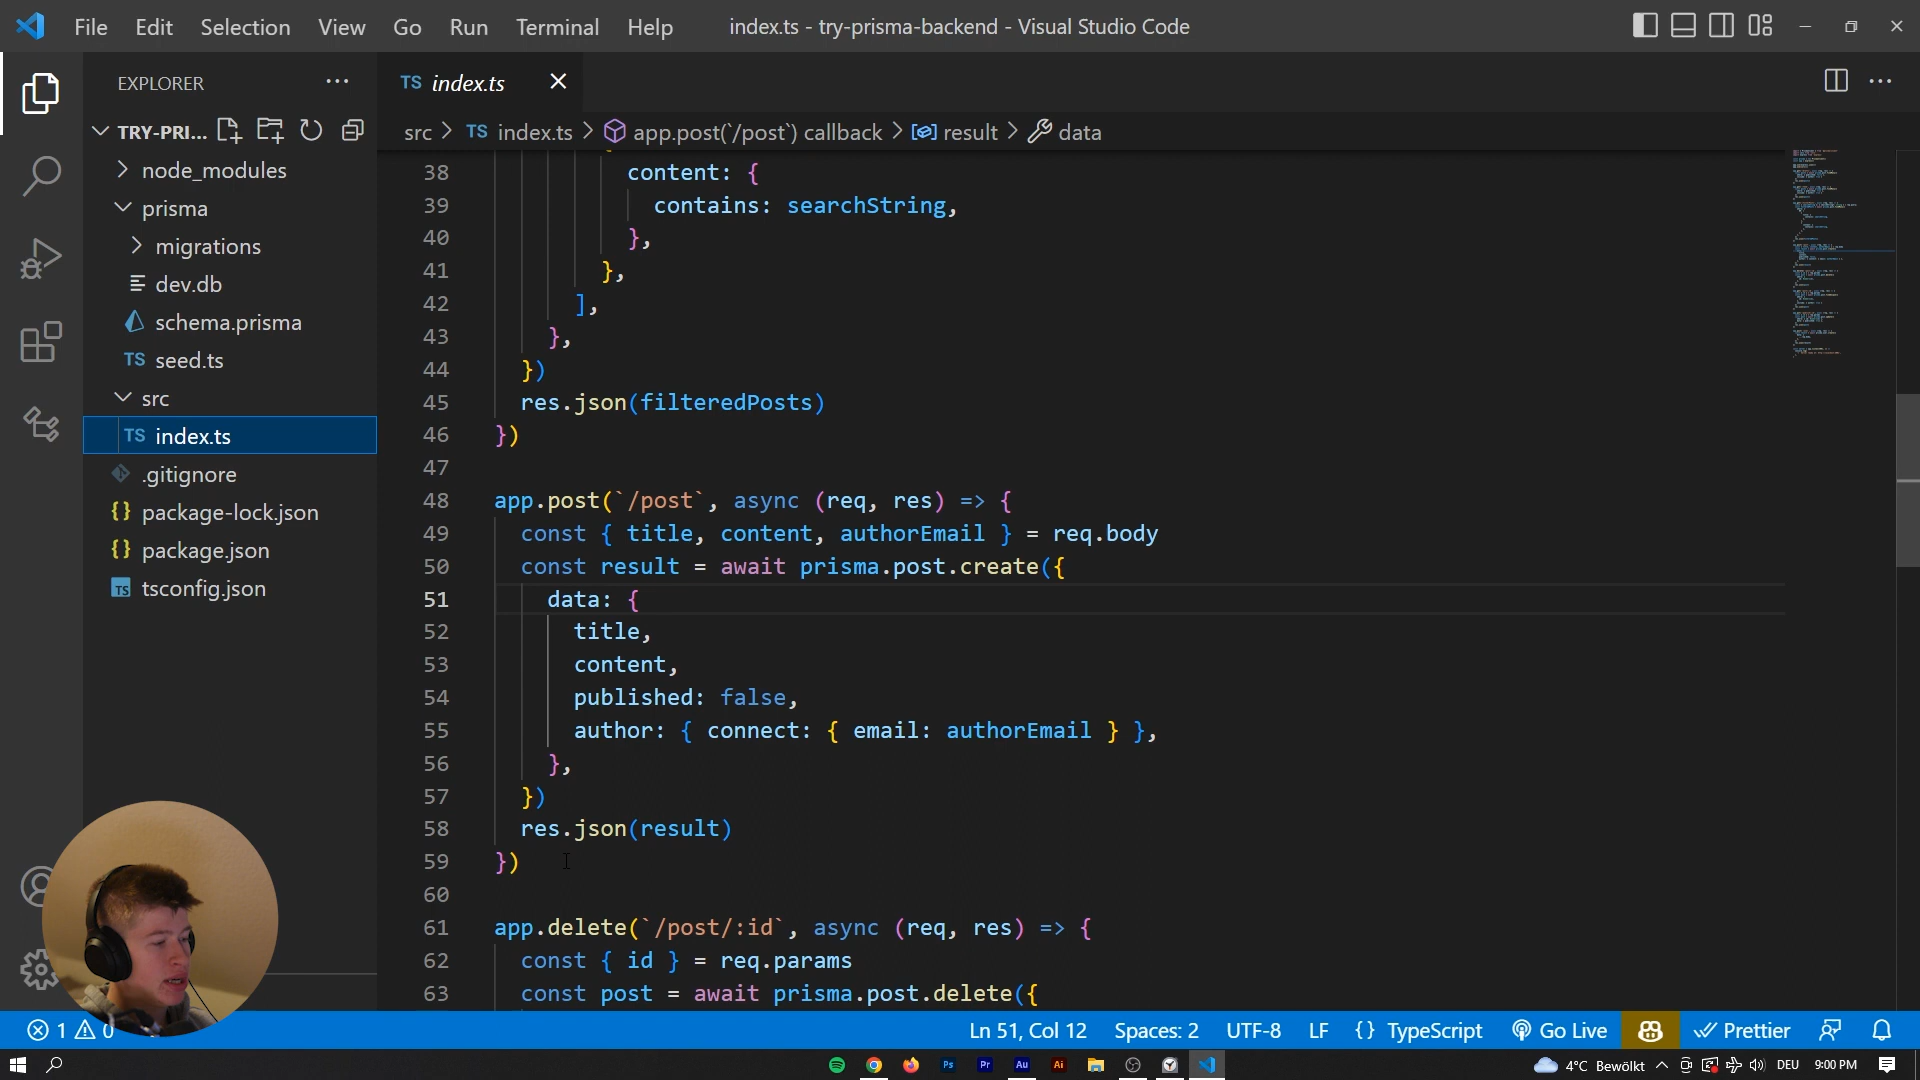 File Edit Selection View Go Run Terminal Help
index.ts - try-prisma-backend - Visual Studio Code
EXPLORER
TRY-PRI...
node_modules
prisma
migrations
dev.db
schema.prisma
TS seed.ts
src
TS index.ts
.gitignore
{} package-lock.json
{} package.json
TS tsconfig.json
TS index.ts
src > TS index.ts > app.post(`/post`) callback > result > data
38 content: {
39 contains: searchString,
40 },
41 },
42 ],
43 },
44 })
45 res.json(filteredPosts)
46 })
47
48 app.post(`/post`, async (req, res) => {
49 const { title, content, authorEmail } = req.body
50 const result = await prisma.post.create({
51 data: {
52 title,
53 content,
54 published: false,
55 author: { connect: { email: authorEmail } },
56 },
57 })
58 res.json(result)
59 })
60
61 app.delete(`/post/:id`, async (req, res) => {
62 const { id } = req.params
63 const post = await prisma.post.delete({
1 0
Ln 51, Col 12 Spaces: 2 UTF-8 LF {} TypeScript Go Live Prettier
Ps Pr Au Ai
4°C Bewölkt DEU 9:00 PM